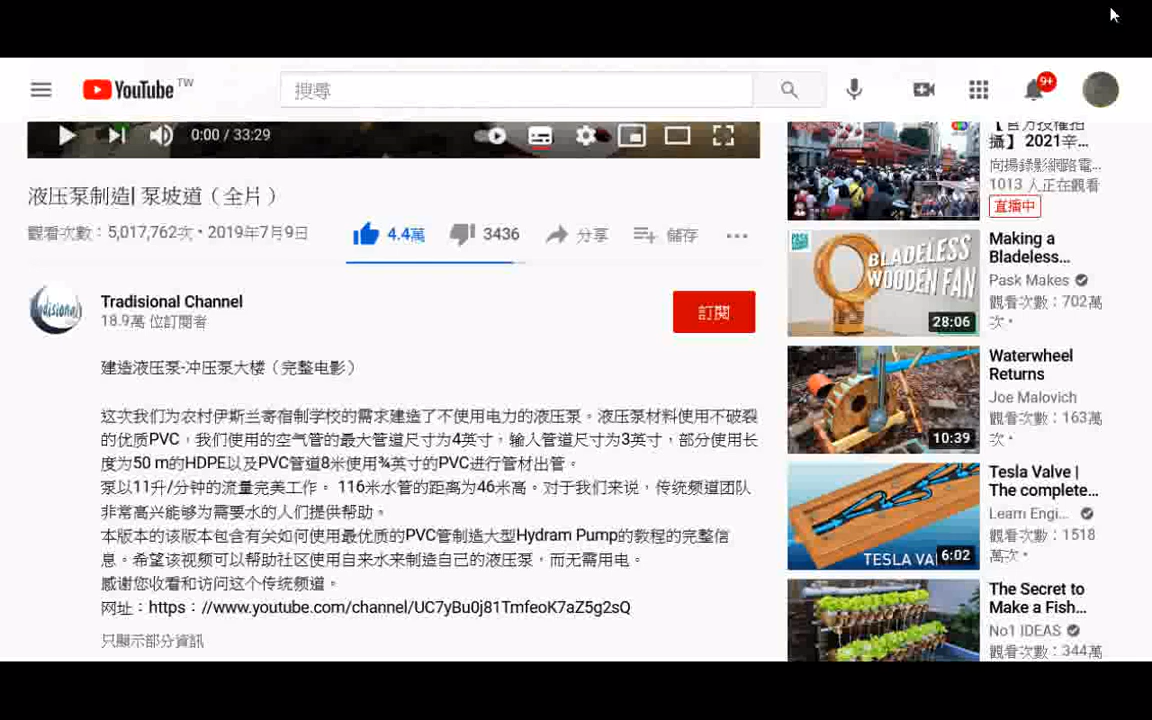 YouTube TW
搜尋
9+
0:00 / 33:29
液压泵制造| 泵坡道（全片）
觀看次數：5,017,762次・2019年7月9日
4.4萬
3436
分享
儲存
Tradisional Channel
18.9萬 位訂閱者
訂閱
建造液压泵-冲压泵大楼（完整电影）
这次我们为农村伊斯兰寄宿制学校的需求建造了不使用电力的液压泵。液压泵材料使用不破裂
的优质PVC，我们使用的空气管的最大管道尺寸为4英寸，输入管道尺寸为3英寸，部分使用长
度为50 m的HDPE以及PVC管道8米使用¾英寸的PVC进行管材出管。
泵以11升/分钟的流量完美工作。 116米水管的距离为46米高。对于我们来说，传统频道团队
非常高兴能够为需要水的人们提供帮助。
本版本的该版本包含有关如何使用最优质的PVC管制造大型Hydram Pump的教程的完整信
息。希望该视频可以帮助社区使用自来水来制造自己的液压泵，而无需用电。
感谢您收看和访问这个传统频道。
网址：https：//www.youtube.com/channel/UC7yBu0j81TmfeoK7aZ5g2sQ
只顯示部分資訊
【官方授權拍
攝】 2021辛...
向揚錄影網路電...
1013 人正在觀看
直播中
PASK MAKES
BLADELESS
WOODEN FAN
28:06
Making a
Bladeless...
Pask Makes
觀看次數：702萬
次・
10:39
Waterwheel
Returns
Joe Malovich
觀看次數：163萬
次・
TESLA VA
6:02
Tesla Valve |
The complete...
Learn Engi...
觀看次數：1518
萬次・
The Secret to
Make a Fish...
No1 IDEAS
觀看次數：344萬